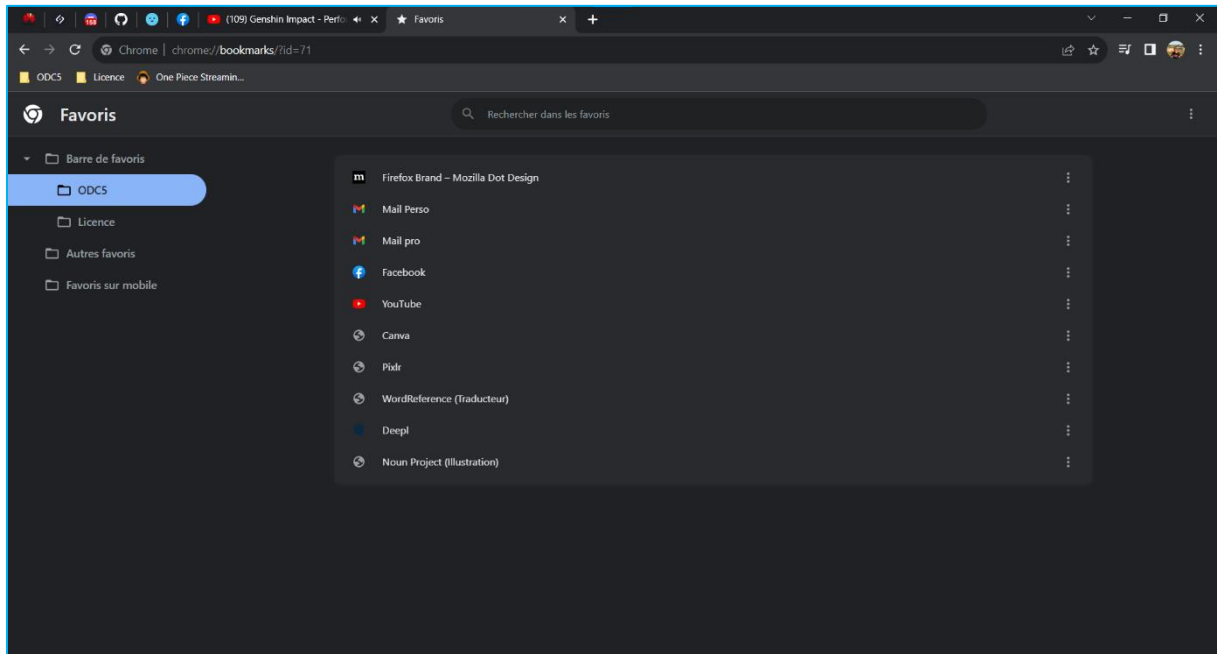 (109) Genshin Impact - Perfo
Favoris
Chrome | chrome://bookmarks/?id=71
ODC5
Licence
One Piece Streamin...
Favoris
Rechercher dans les favoris
Barre de favoris
ODC5
Licence
Autres favoris
Favoris sur mobile
Firefox Brand – Mozilla Dot Design
Mail Perso
Mail pro
Facebook
YouTube
Canva
Pixlr
WordReference (Traducteur)
Deepl
Noun Project (Illustration)